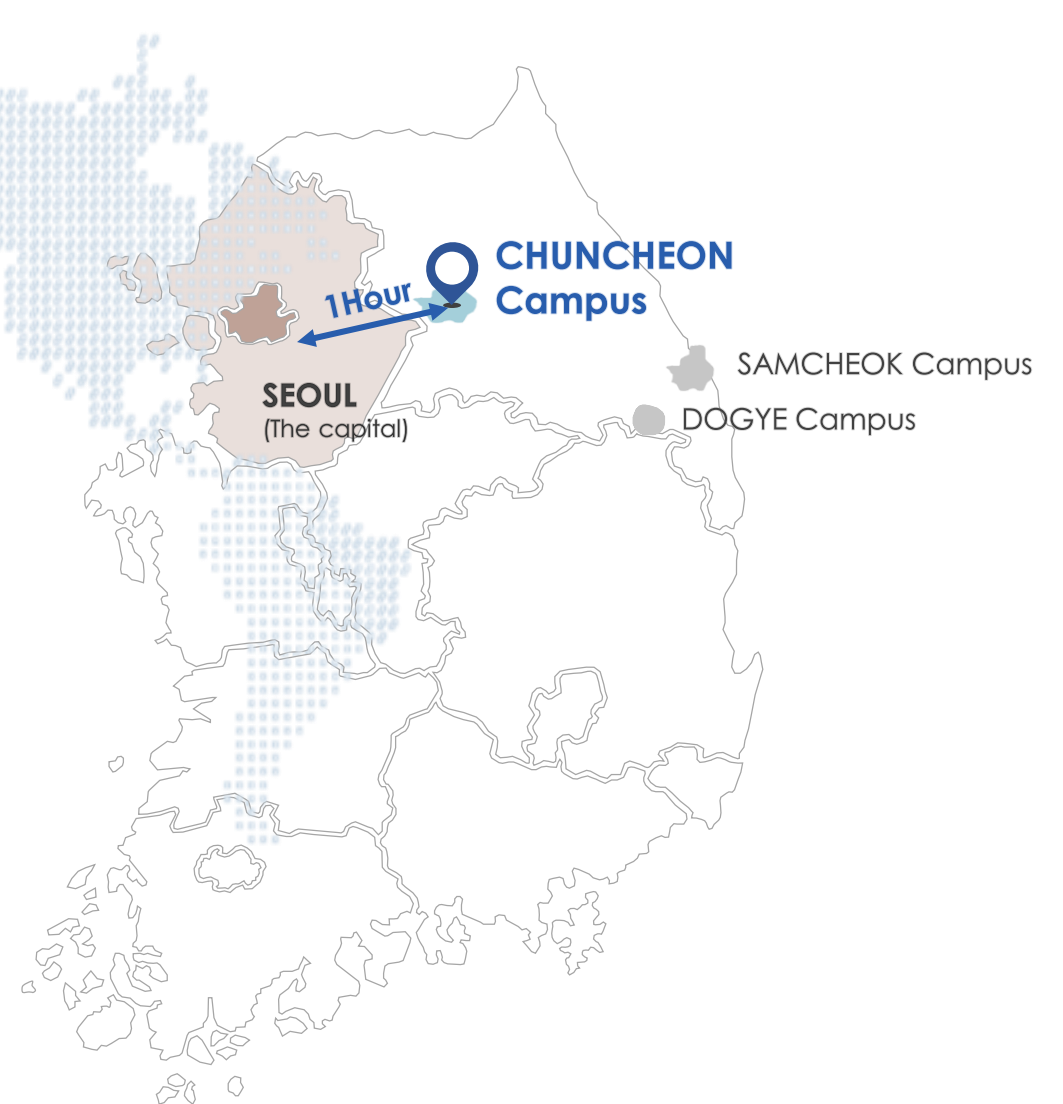 CHUNCHEON
Campus
1Hour
SAMCHEOK Campus
SEOUL
(The capital)
DOGYE Campus